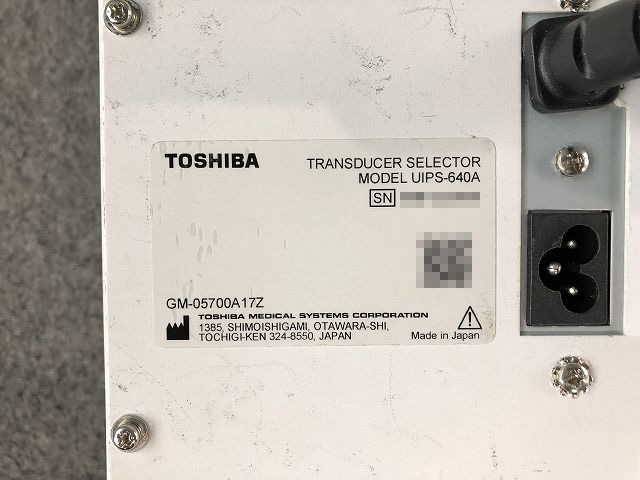 TOSHIBA
TRANSDUCER SELECTOR
MODEL UIPS-640A
SN
GM-05700A17Z
TOSHIBA MEDICAL SYSTEMS CORPORATION
1385, SHIMOISHIGAMI, OTAWARA-SHI,
TOCHIGI-KEN 324-8550, JAPAN
Made in Japan